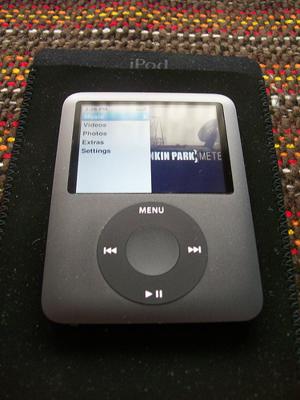 iPod
Music
Videos
Photos
Extras
Settings
NKIN PARK METE
MENU